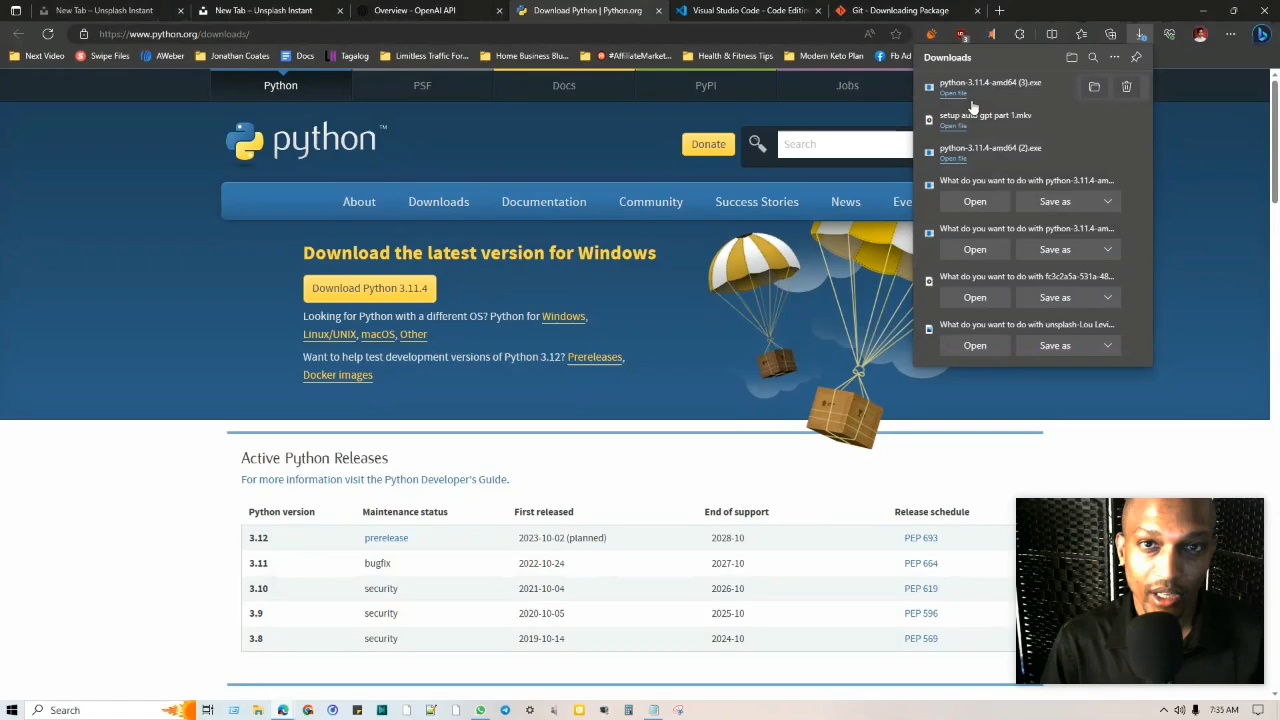 New Tab - Unsplash Instant
New Tab - Unsplash Instant
Overview - OpenAI API
Download Python | Python.org
Visual Studio Code - Code Editin
Git - Downloading Package
https://www.python.org/downloads/
Next Video
AWeber
Jonathan Coates
Docs
Tagalog
Limitless Traffic For...
Home Business Blu...
#AffiliateMarket...
Health & Fitness Tips
Modern Keto Plan
Fb Ad
Python
PSF
Docs
PyPI
Jobs
python™
Donate
Search
About
Downloads
Documentation
Community
Success Stories
News
Eve
Download the latest version for Windows
Download Python 3.11.4
Looking for Python with a different OS? Python for Windows,
Linux/UNIX, macOS, Other
Want to help test development versions of Python 3.12? Prereleases,
Docker images
Downloads
python-3.11.4-amd64 (3).exe
Open file
setup auto gpt part 1.mkv
Open file
python-3.11.4-amd64 (2).exe
Open file
What do you want to do with python-3.11.4-am...
Open
Save as
What do you want to do with python-3.11.4-am...
Open
Save as
What do you want to do with fc3c2a5a-531a-48...
Open
Save as
What do you want to do with unsplash-Lou Levi...
Open
Save as
Active Python Releases
For more information visit the Python Developer's Guide.
Python version Maintenance status First released End of support Release schedule
3.12 prerelease 2023-10-02 (planned) 2028-10 PEP 693
3.11 bugfix 2022-10-24 2027-10 PEP 664
3.10 security 2021-10-04 2026-10 PEP 619
3.9 security 2020-10-05 2025-10 PEP 596
3.8 security 2019-10-14 2024-10 PEP 569
Search
7:35 AM